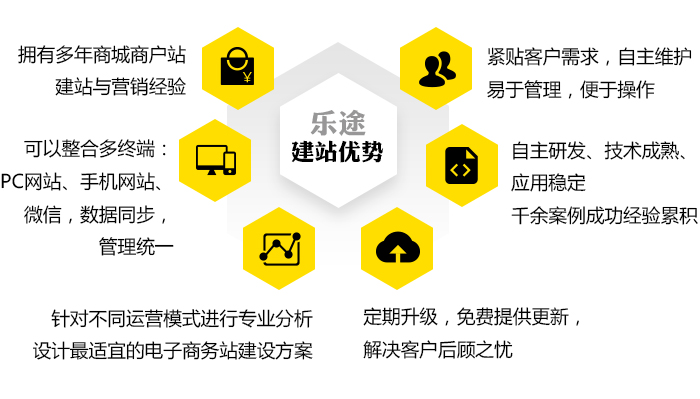 拥有多年商城商户站
建站与营销经验
¥
紧贴客户需求，自主维护
易于管理，便于操作
乐途
建站优势
可以整合多终端：
PC网站、手机网站、
微信，数据同步，
管理统一
自主研发、技术成熟、
应用稳定
千余案例成功经验累积
针对不同运营模式进行专业分析
设计最适宜的电子商务站建设方案
定期升级，免费提供更新，
解决客户后顾之忧